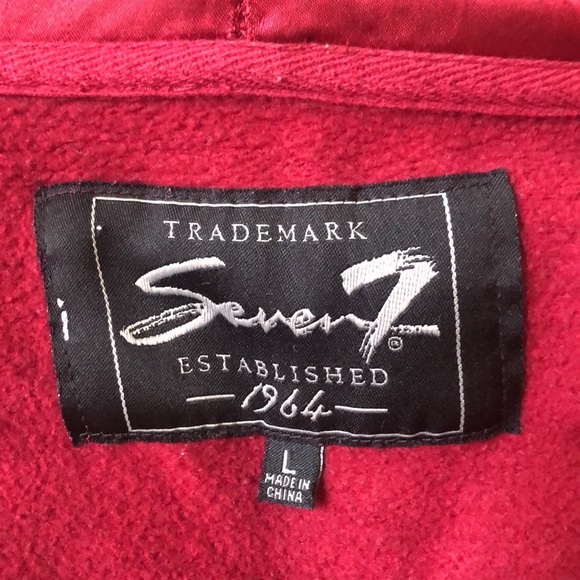 TRADEMARK
Seven7®
ESTABLISHED
1964
L
MADE IN
CHINA